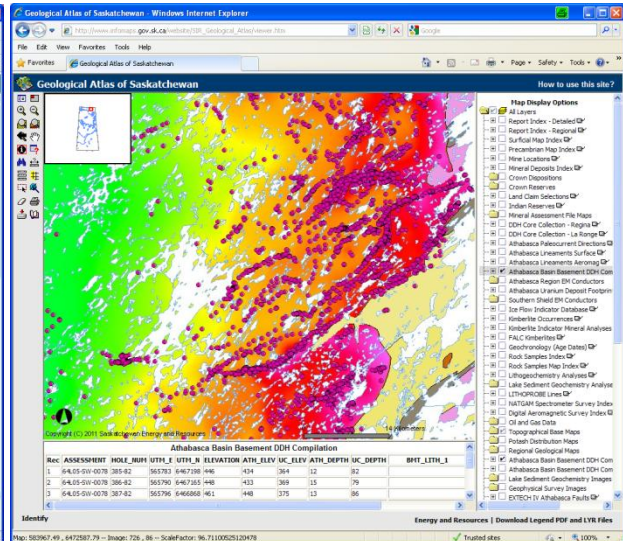 Geological Atlas of Saskatchewan - Windows Internet Explorer
http://www.infomaps.gov.sk.ca/website/SIR_Geological_Atlas/viewer.htm
Google
File Edit View Favorites Tools Help
Favorites Geological Atlas of Saskatchewan
Page Safety Tools
Geological Atlas of Saskatchewan How to use this site?
Map Display Options
All Layers
Report Index - Detailed
Report Index - Regional
Surficial Map Index
Precambrian Map Index
Mine Locations
Mineral Deposits Index
Crown Dispositions
Crown Reserves
Land Claim Selections
Indian Reserves
Mineral Assessment File Maps
DDH Core Collection - Regina
DDH Core Collection - La Ronge
Athabasca Paleocurrent Directions
Athabasca Lineaments Surface
Athabasca Lineaments Aeromag
Athabasca Basin Basement DDH Com
Athabasca Region EM Conductors
Athabasca Uranium Deposit Footprin
Southern Shield EM Conductors
Ice Flow Indicator Database
Kimberlite Occurrences
Kimberlite Indicator Mineral Analyses
FALC Kimberlites
Geochronology (Age Dates)
Rock Samples Index
Rock Samples Map Index
Lithogeochemistry Analyses
Lake Sediment Geochemistry Analyse
LITHOPROBE Lines
NATGAM Spectrometer Survey Index
Digital Aeromagnetic Survey Index
Oil and Gas Data
Topographical Base Maps
Potash Distribution Maps
Regional Geological Maps
Athabasca Basin Basement DDH Com
Athabasca Basin Basement DDH Com
Lake Sediment Geochemistry Images
Geophysical Survey Images
EXTECH IV Athabasca Faults
Copyright (C) 2011 Saskatchewan Energy and Resources
14 Kilometers
Athabasca Basin Basement DDH Compilation
Rec ASSESSMENT HOLE_NUM UTM_E UTM_N ELEVATION ATH_ELEV UC_ELEV ATH_DEPTH UC_DEPTH BMT_LITH_1
1 64L05-SW-0078 385-82 565783 6467198 446 434 364 12 82
2 64L05-SW-0078 386-82 565790 6467165 448 433 369 15 79
3 64L05-SW-0078 387-82 565796 6466868 461 448 375 13 86
Identify Energy and Resources | Download Legend PDF and LYR Files
Map: 583967.49 , 6472587.79 -- Image: 726 , 86 -- ScaleFactor: 96.71100525120478 Trusted sites 100%